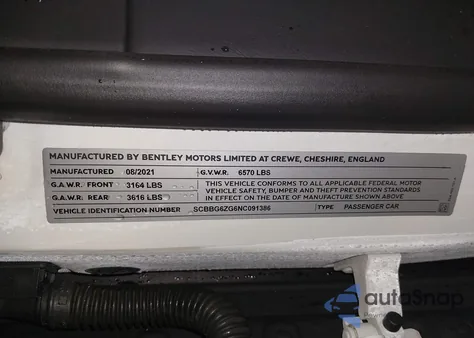 MANUFACTURED BY BENTLEY MOTORS LIMITED AT CREWE, CHESHIRE, ENGLAND
MANUFACTURED 08/2021 G.V.W.R. 6570 LBS
G.A.W.R. FRONT 3164 LBS THIS VEHICLE CONFORMS TO ALL APPLICABLE FEDERAL MOTOR
VEHICLE SAFETY, BUMPER AND THEFT PREVENTION STANDARDS
G.A.W.R. REAR 3616 LBS IN EFFECT ON THE DATE OF MANUFACTURE SHOWN ABOVE
VEHICLE IDENTIFICATION NUMBER SCBBG6ZG6NC091386 TYPE PASSENGER CAR
autoSnap